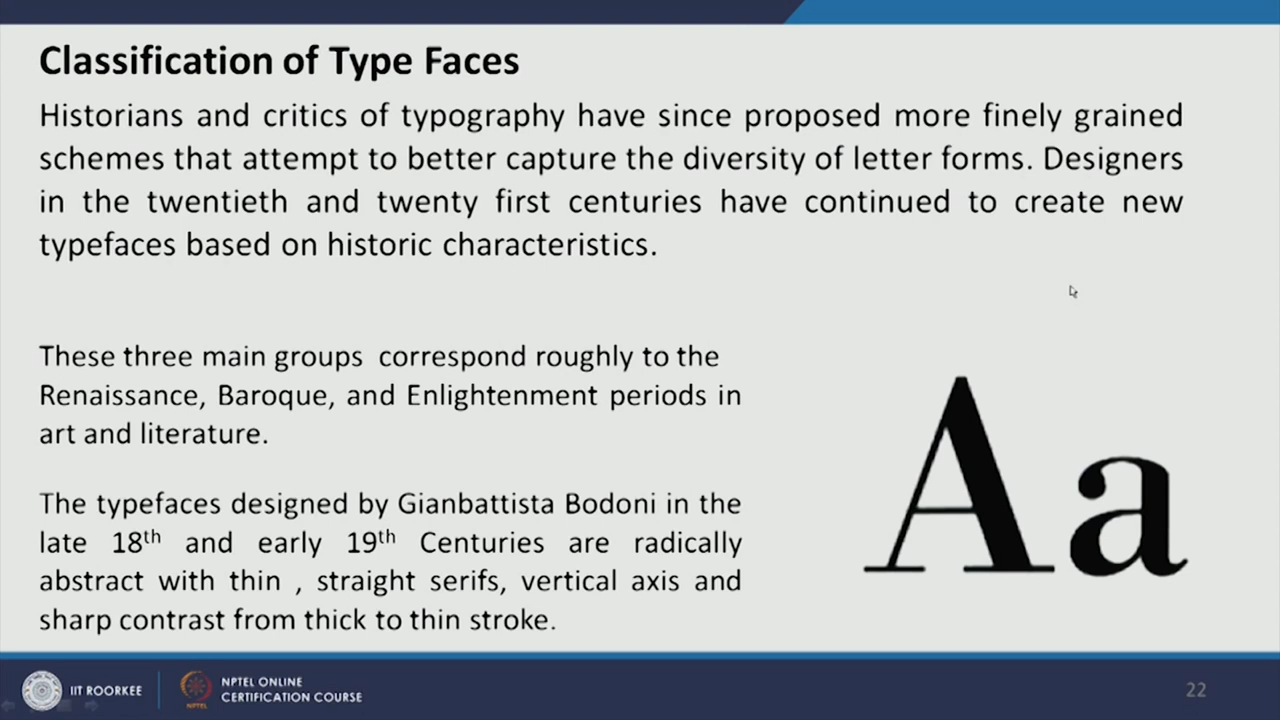 Classification of Type Faces
Historians and critics of typography have since proposed more finely grained
schemes that attempt to better capture the diversity of letter forms. Designers
in the twentieth and twenty first centuries have continued to create new
typefaces based on historic characteristics.
These three main groups correspond roughly to the
Renaissance, Baroque, and Enlightenment periods in
art and literature.
The typefaces designed by Gianbattista Bodoni in the
late 18th and early 19th Centuries are radically
abstract with thin , straight serifs, vertical axis and
sharp contrast from thick to thin stroke.
Aa
IIT ROORKEE
NPTEL
NPTEL ONLINE
CERTIFICATION COURSE
22